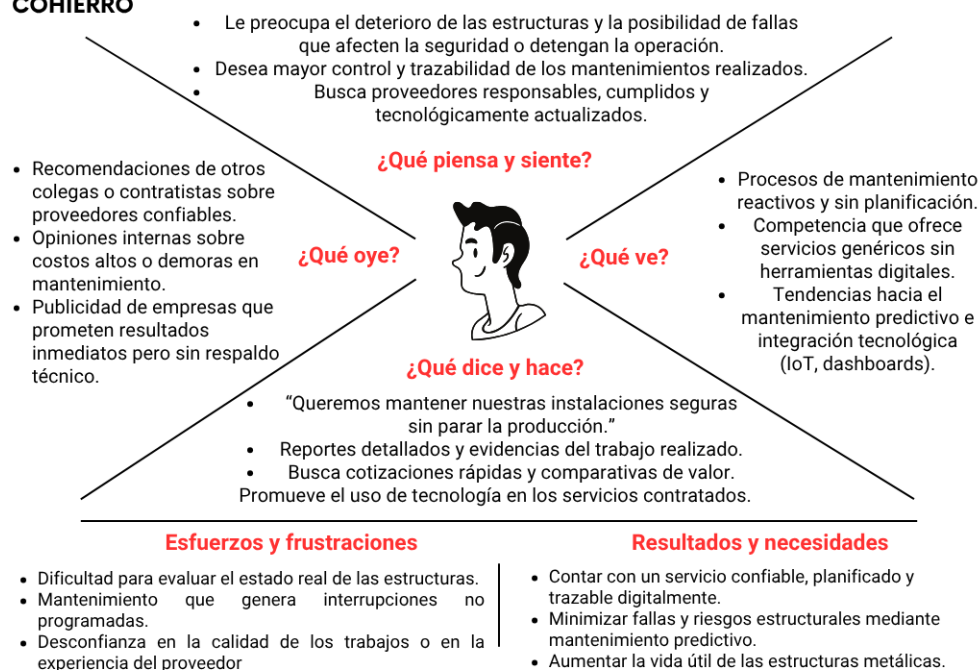 COHIERRO
• Le preocupa el deterioro de las estructuras y la posibilidad de fallas
que afecten la seguridad o detengan la operación.
• Desea mayor control y trazabilidad de los mantenimientos realizados.
• Busca proveedores responsables, cumplidos y
tecnológicamente actualizados.
¿Qué piensa y siente?
• Recomendaciones de otros
colegas o contratistas sobre
proveedores confiables.
• Opiniones internas sobre
costos altos o demoras en
mantenimiento.
• Publicidad de empresas que
prometen resultados
inmediatos pero sin respaldo
técnico.
¿Qué oye?
¿Qué ve?
• Procesos de mantenimiento
reactivos y sin planificación.
• Competencia que ofrece
servicios genéricos sin
herramientas digitales.
• Tendencias hacia el
mantenimiento predictivo e
integración tecnológica
(IoT, dashboards).
¿Qué dice y hace?
• “Queremos mantener nuestras instalaciones seguras
sin parar la producción.”
• Reportes detallados y evidencias del trabajo realizado.
• Busca cotizaciones rápidas y comparativas de valor.
Promueve el uso de tecnología en los servicios contratados.
Esfuerzos y frustraciones
• Dificultad para evaluar el estado real de las estructuras.
• Mantenimiento que genera interrupciones no
programadas.
• Desconfianza en la calidad de los trabajos o en la
experiencia del proveedor
Resultados y necesidades
• Contar con un servicio confiable, planificado y
trazable digitalmente.
• Minimizar fallas y riesgos estructurales mediante
mantenimiento predictivo.
• Aumentar la vida útil de las estructuras metálicas.